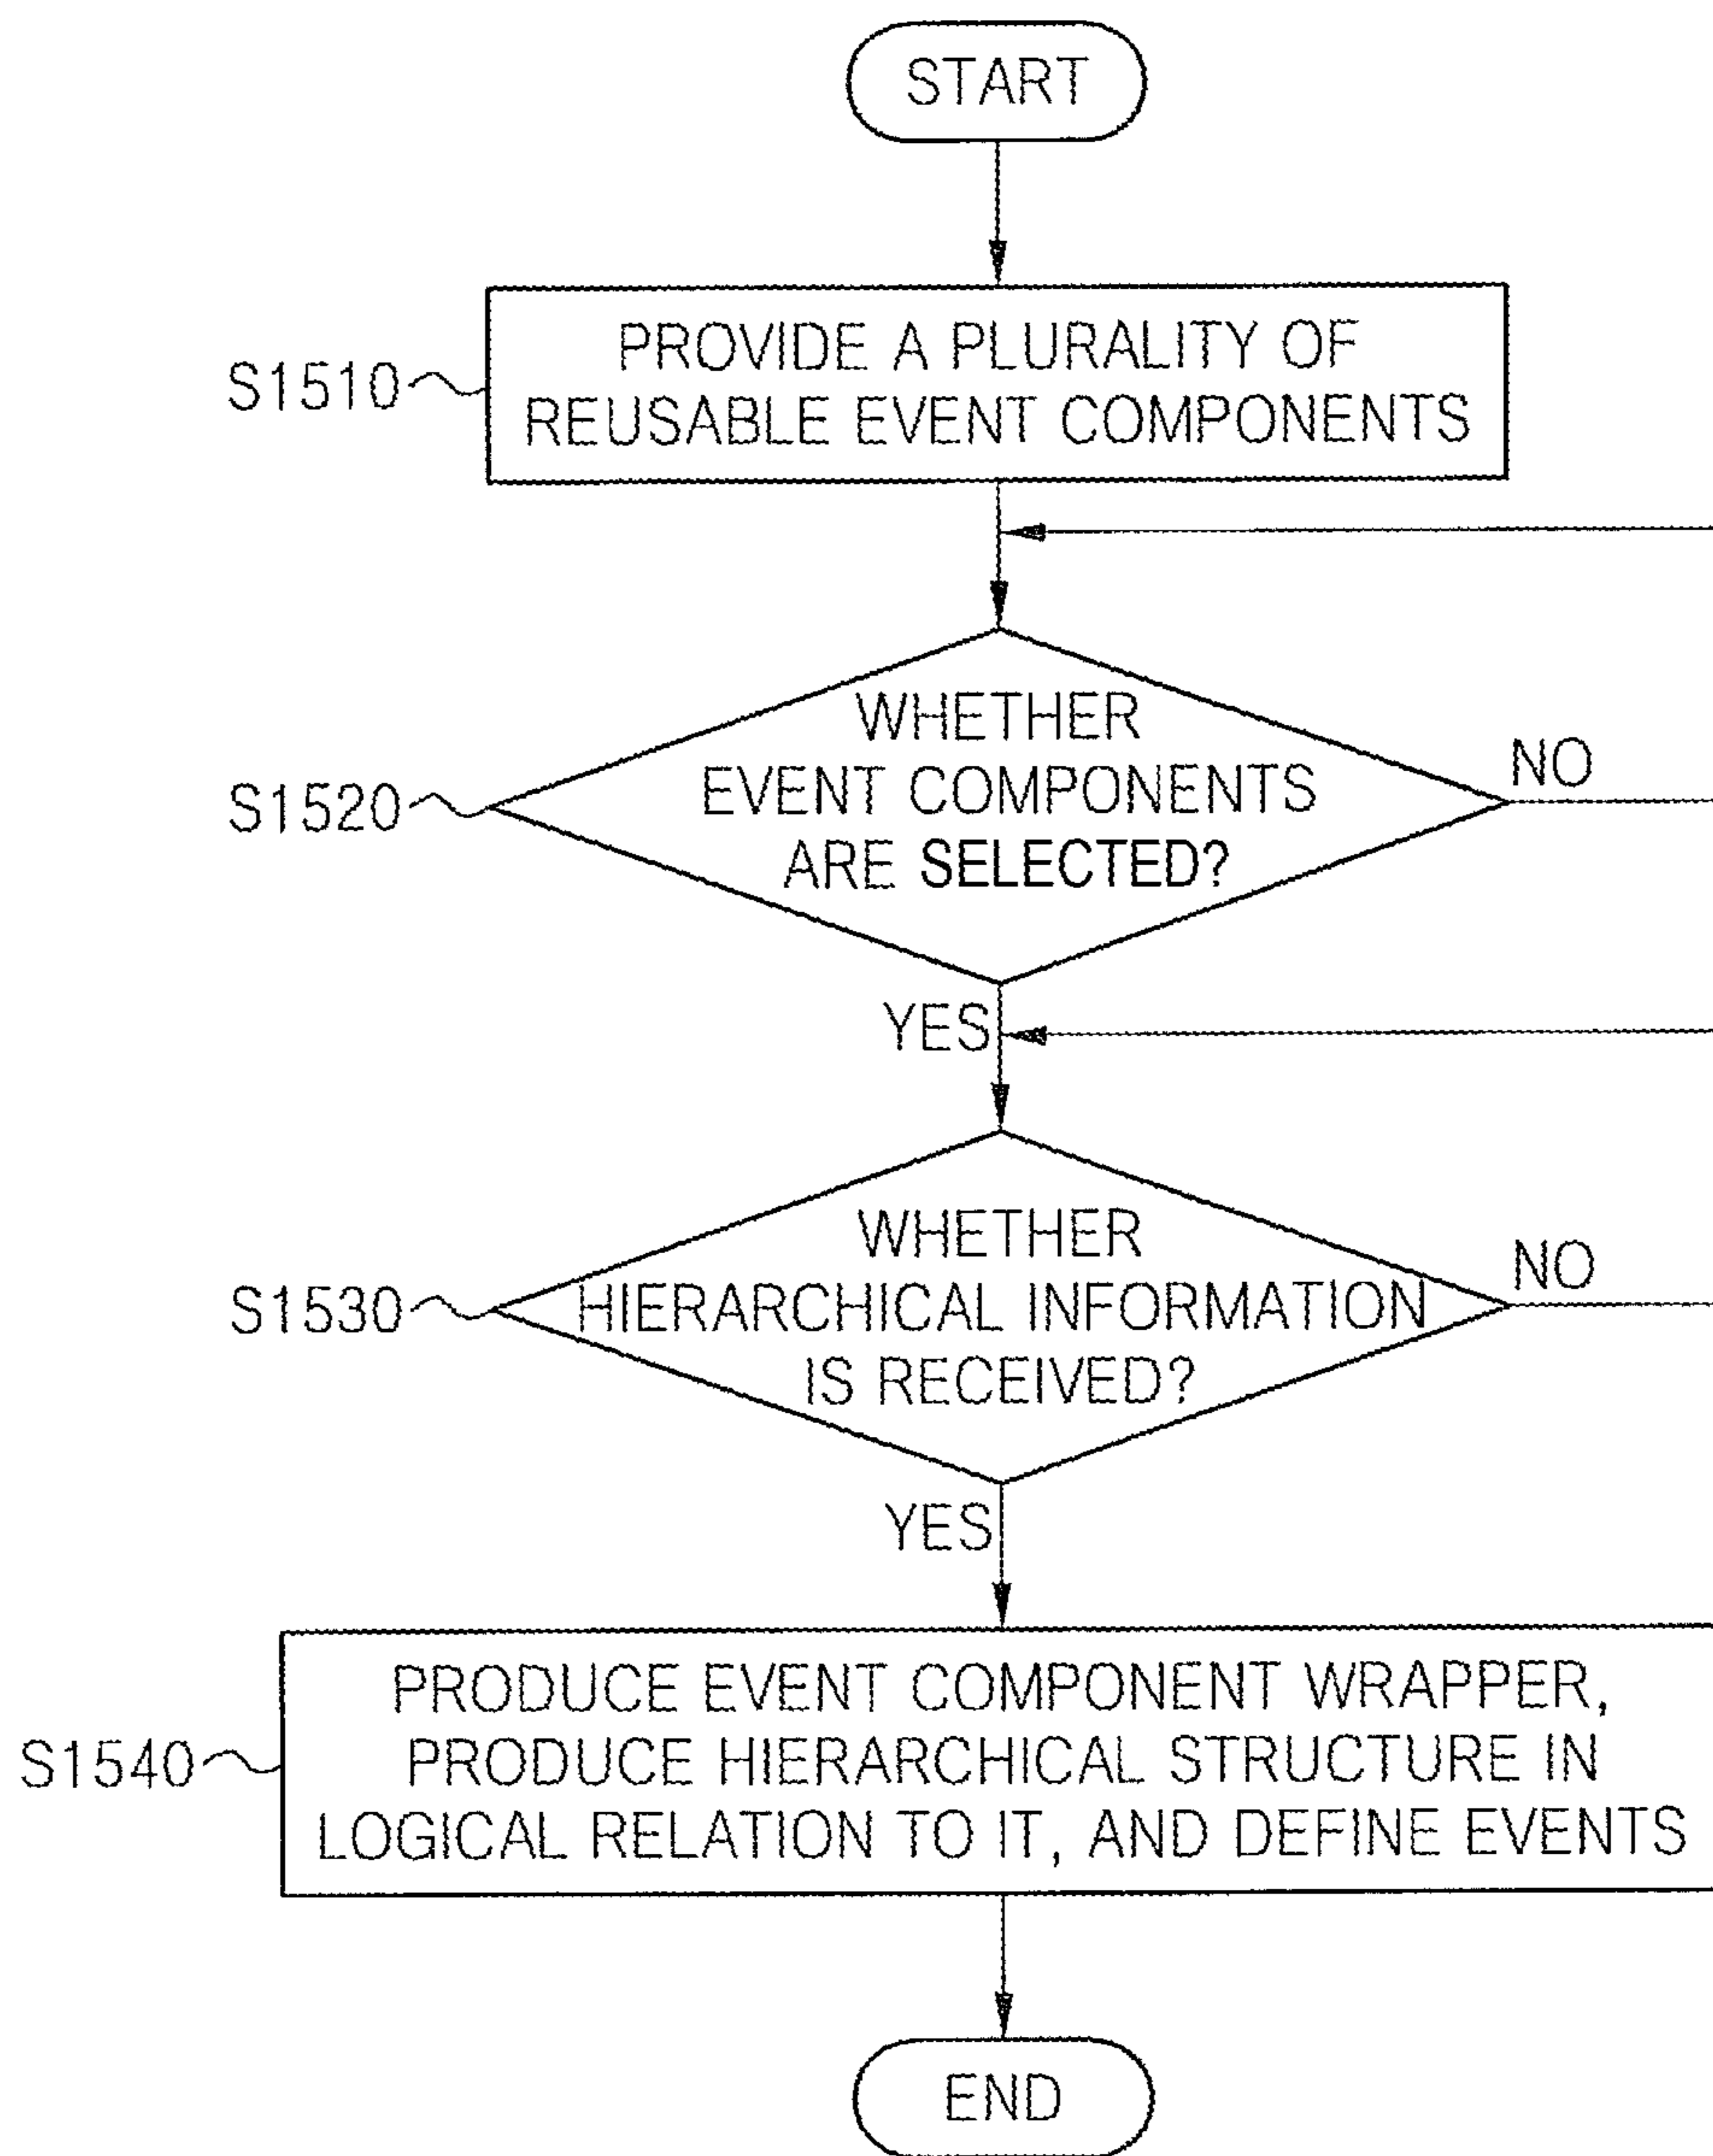 START
S1510
PROVIDE A PLURALITY OF
REUSABLE EVENT COMPONENTS
S1520
WHETHER
EVENT COMPONENTS
ARE SELECTED?
NO
YES
S1530
WHETHER
HIERARCHICAL INFORMATION
IS RECEIVED?
NO
YES
S1540
PRODUCE EVENT COMPONENT WRAPPER,
PRODUCE HIERARCHICAL STRUCTURE IN
LOGICAL RELATION TO IT, AND DEFINE EVENTS
END